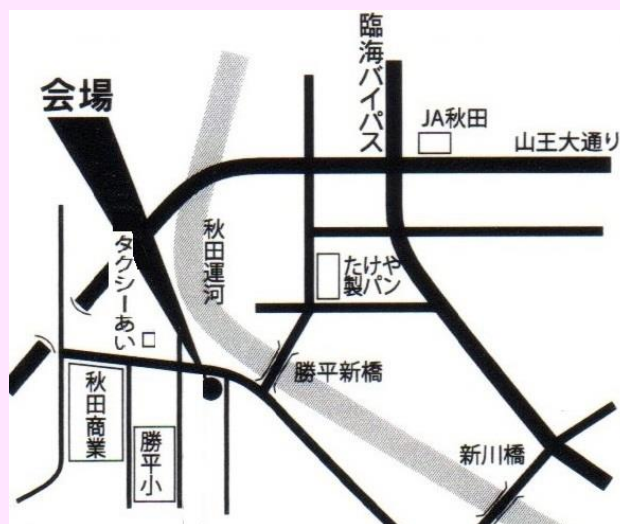 臨海バイパス
会場
JA秋田
山王大通り
秋田運河
タクシーあい
たけや
製パン
勝平新橋
秋田商業
勝平小
新川橋